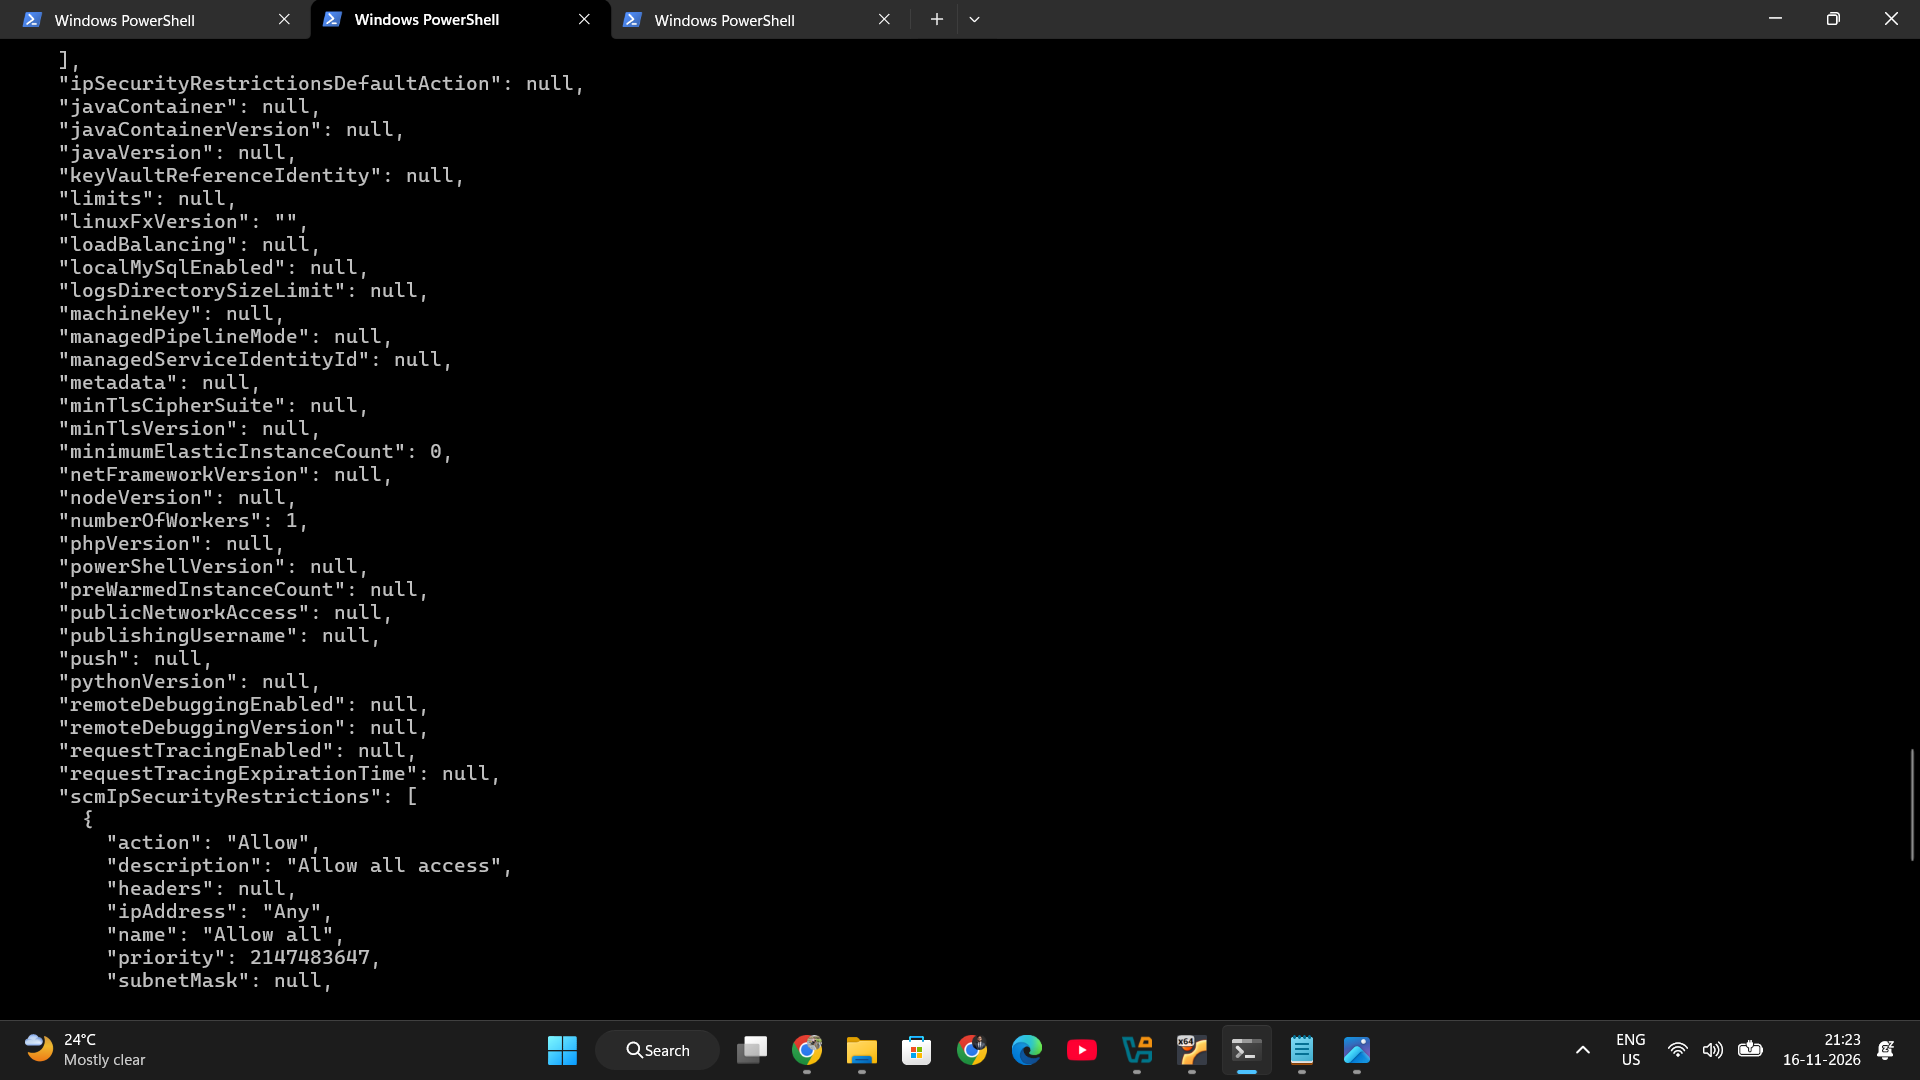 Windows PowerShell
Windows PowerShell
Windows PowerShell
],
"ipSecurityRestrictionsDefaultAction": null,
"javaContainer": null,
"javaContainerVersion": null,
"javaVersion": null,
"keyVaultReferenceIdentity": null,
"limits": null,
"linuxFxVersion": "",
"loadBalancing": null,
"localMySqlEnabled": null,
"logsDirectorySizeLimit": null,
"machineKey": null,
"managedPipelineMode": null,
"managedServiceIdentityId": null,
"metadata": null,
"minTlsCipherSuite": null,
"minTlsVersion": null,
"minimumElasticInstanceCount": 0,
"netFrameworkVersion": null,
"nodeVersion": null,
"numberOfWorkers": 1,
"phpVersion": null,
"powerShellVersion": null,
"preWarmedInstanceCount": null,
"publicNetworkAccess": null,
"publishingUsername": null,
"push": null,
"pythonVersion": null,
"remoteDebuggingEnabled": null,
"remoteDebuggingVersion": null,
"requestTracingEnabled": null,
"requestTracingExpirationTime": null,
"scmIpSecurityRestrictions": [
{
"action": "Allow",
"description": "Allow all access",
"headers": null,
"ipAddress": "Any",
"name": "Allow all",
"priority": 2147483647,
"subnetMask": null,
24°C
Mostly clear
Search
x64
ENG
US
21:23
16-11-2026